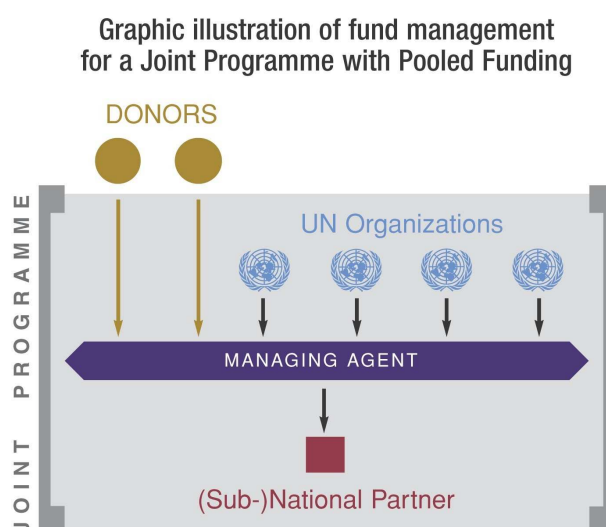 Graphic illustration of fund management
for a Joint Programme with Pooled Funding
DONORS
UN Organizations
MANAGING AGENT
(Sub-)National Partner
JOINT PROGRAMME